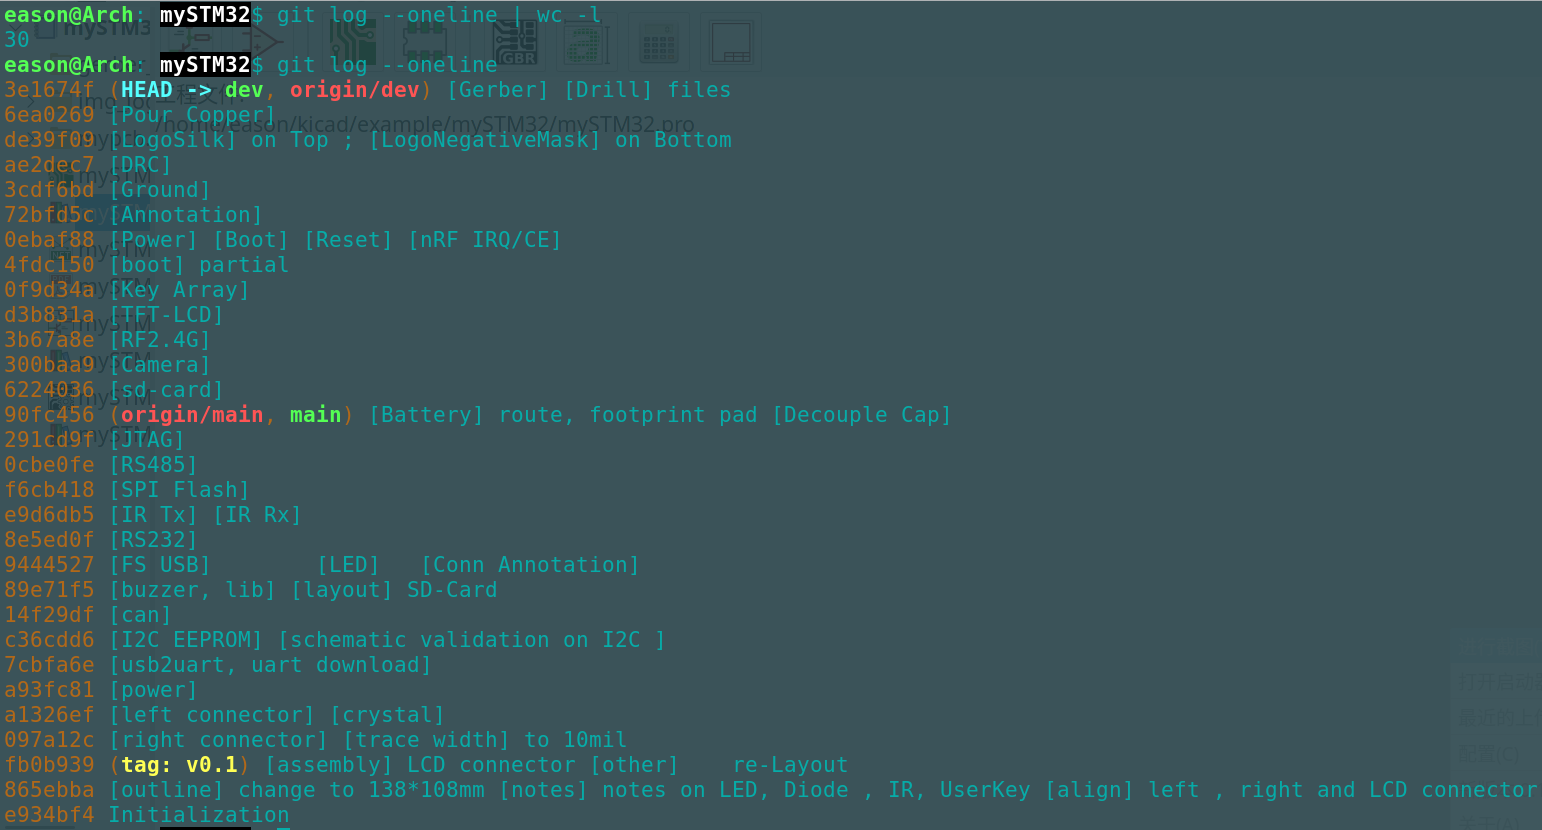 eason@Arch: mySTM32$ git log --oneline | wc -l
30
eason@Arch: mySTM32$ git log --oneline
3e1674f (HEAD -> dev, origin/dev) [Gerber] [Drill] files
6ea0269 [Pour Copper]
/home/eason/kicad/example/mySTM32/mySTM32.pro
de39f09 [LogoSilk] on Top ; [LogoNegativeMask] on Bottom
ae2dec7 [DRC]
3cdf6bd [Ground]
72bfd5c [Annotation]
0ebaf88 [Power] [Boot] [Reset] [nRF IRQ/CE]
4fdc150 [boot] partial
0f9d34a [Key Array]
d3b831a [TFT-LCD]
3b67a8e [RF2.4G]
300baa9 [Camera]
6224036 [sd-card]
90fc456 (origin/main, main) [Battery] route, footprint pad [Decouple Cap]
291cd9f [JTAG]
0cbe0fe [RS485]
f6cb418 [SPI Flash]
e9d6db5 [IR Tx] [IR Rx]
8e5ed0f [RS232]
9444527 [FS USB]        [LED]   [Conn Annotation]
89e71f5 [buzzer, lib] [layout] SD-Card
14f29df [can]
c36cdd6 [I2C EEPROM] [schematic validation on I2C ]
7cbfa6e [usb2uart, uart download]
a93fc81 [power]
a1326ef [left connector] [crystal]
097a12c [right connector] [trace width] to 10mil
fb0b939 (tag: v0.1) [assembly] LCD connector [other]    re-Layout
865ebba [outline] change to 138*108mm [notes] notes on LED, Diode , IR, UserKey [align] left , right and LCD connector
e934bf4 Initialization